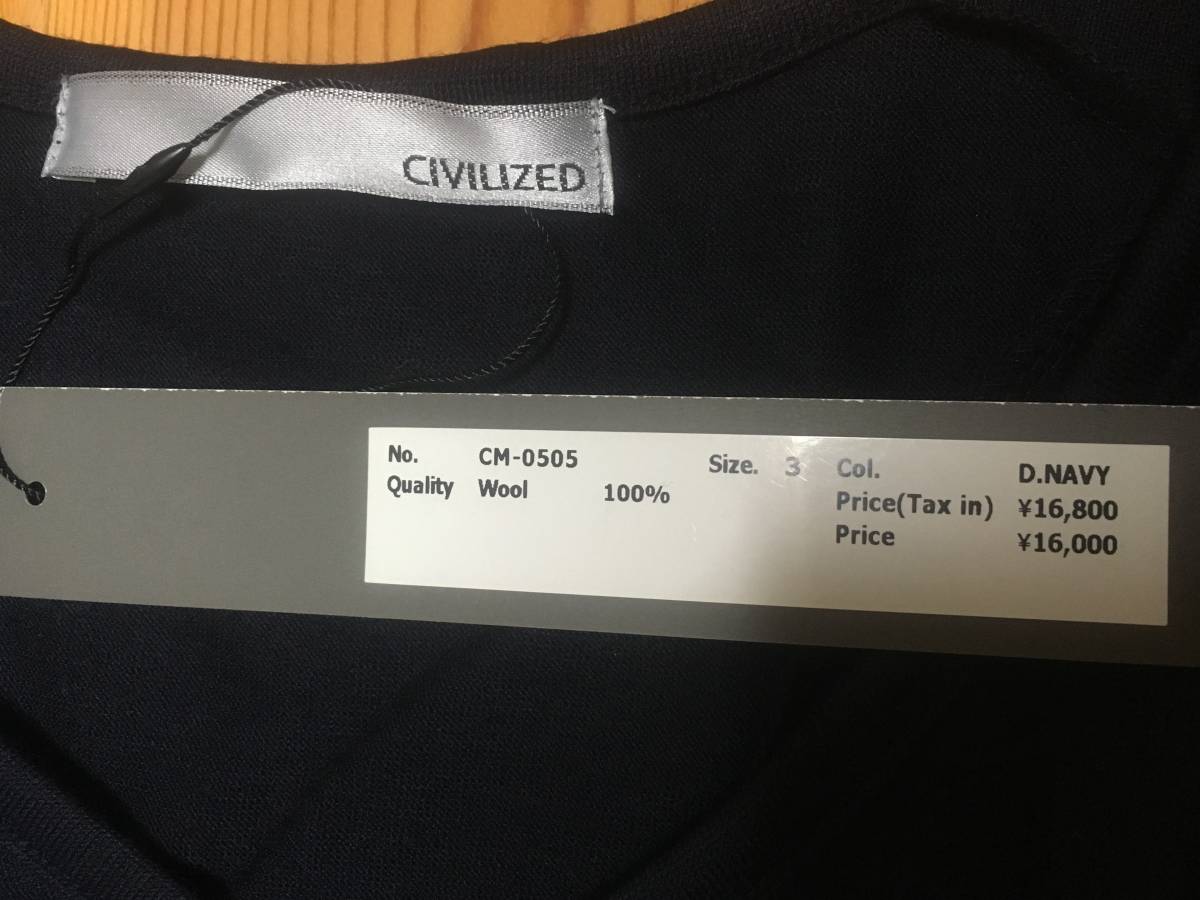 CIVILIZED
No. CM-0505 Size. 3 Col. D.NAVY
Quality Wool 100% Price(Tax in) ¥16,800
Price ¥16,000